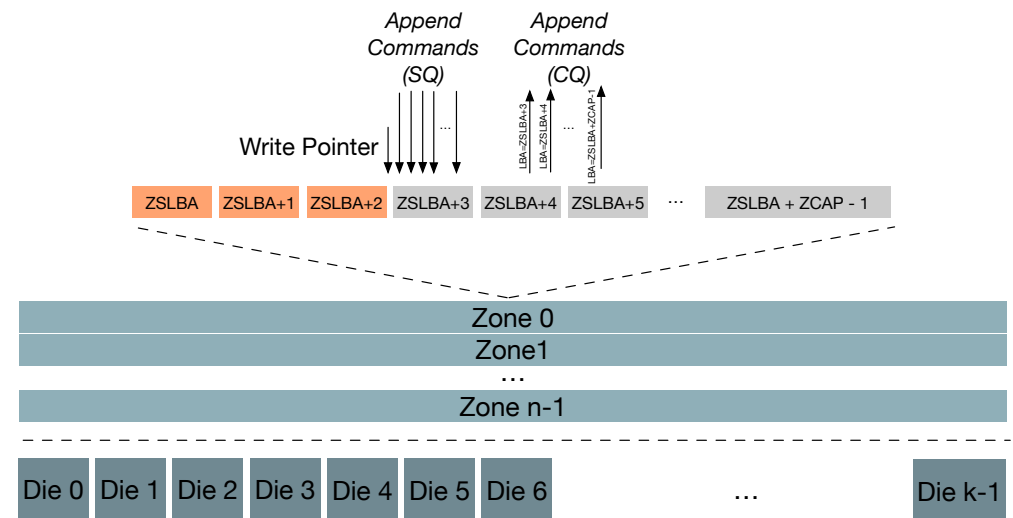 Append
Commands
(SQ)
Append
Commands
(CQ)
LBA=ZSLBA+3
LBA=ZSLBA+4
...
LBA=ZSLBA+ZCAP-1
...
Write Pointer
ZSLBA ZSLBA+1 ZSLBA+2 ZSLBA+3 ZSLBA+4 ZSLBA+5 ... ZSLBA + ZCAP - 1
Zone 0
Zone1
...
Zone n-1
Die 0 Die 1 Die 2 Die 3 Die 4 Die 5 Die 6 ... Die k-1